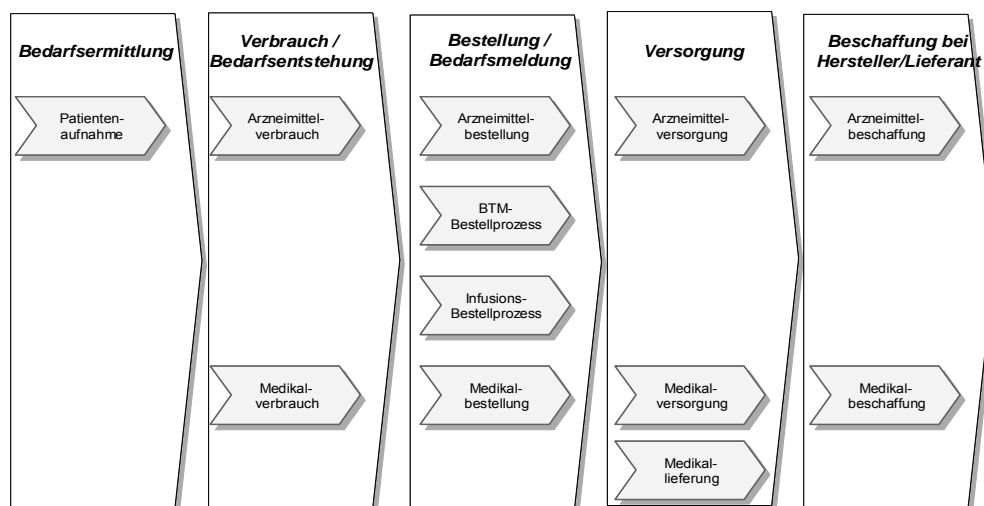 Bedarfsermittlung
Verbrauch /
Bedarfsentstehung
Bestellung /
Bedarfsmeldung
Versorgung
Beschaffung bei
Hersteller/Lieferant
Patienten-
aufnahme
Arzneimittel-
verbrauch
Arzneimittel-
bestellung
Arzneimittel-
versorgung
Arzneimittel-
beschaffung
BTM-
Bestellprozess
Infusions-
Bestellprozess
Medikal-
verbrauch
Medikal-
bestellung
Medikal-
versorgung
Medikal-
beschaffung
Medikal-
lieferung